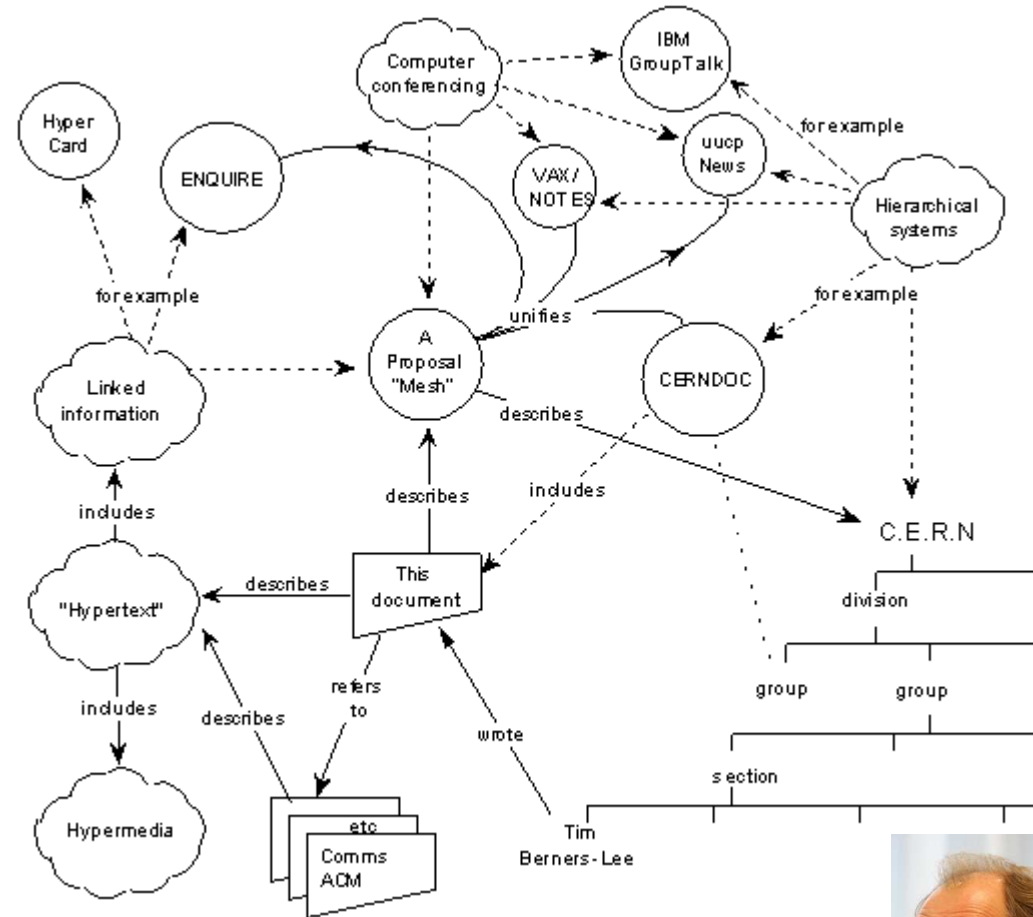 Computer
conferencing
IBM
GroupTalk
Hyper
Card
for example
uucp
News
ENQUIRE
VAX/
NOTES
Hierarchical
systems
for example
for example
unifies
A
Proposal
"Mesh"
CERNDOC
Linked
information
describes
includes
describes
includes
C.E.R.N
This
document
describes
division
"Hypertext"
refers
to
group
group
includes
describes
wrote
section
Hypermedia
etc
Tim
Berners-Lee
Comms
ACM